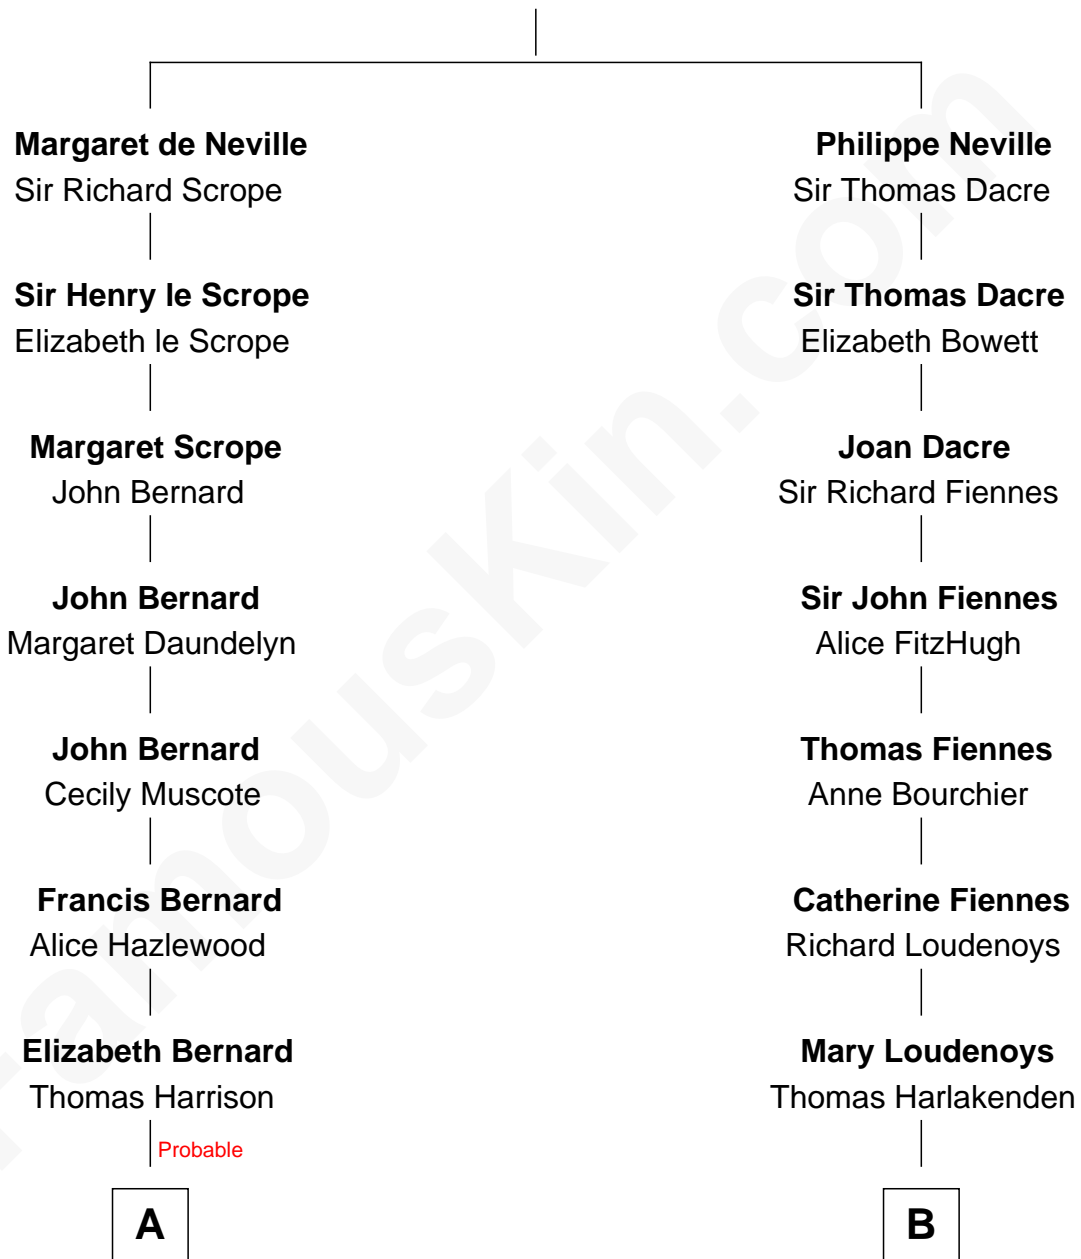 Margaret de Neville
Sir Richard Scrope
Philippe Neville
Sir Thomas Dacre
Sir Henry le Scrope
Elizabeth le Scrope
Sir Thomas Dacre
Elizabeth Bowett
Margaret Scrope
John Bernard
Joan Dacre
Sir Richard Fiennes
John Bernard
Margaret Daundelyn
Sir John Fiennes
Alice FitzHugh
John Bernard
Cecily Muscote
Thomas Fiennes
Anne Bourchier
Francis Bernard
Alice Hazlewood
Catherine Fiennes
Richard Loudenoys
Elizabeth Bernard
Thomas Harrison
Mary Loudenoys
Thomas Harlakenden
Probable
A
B
FamousKin.com